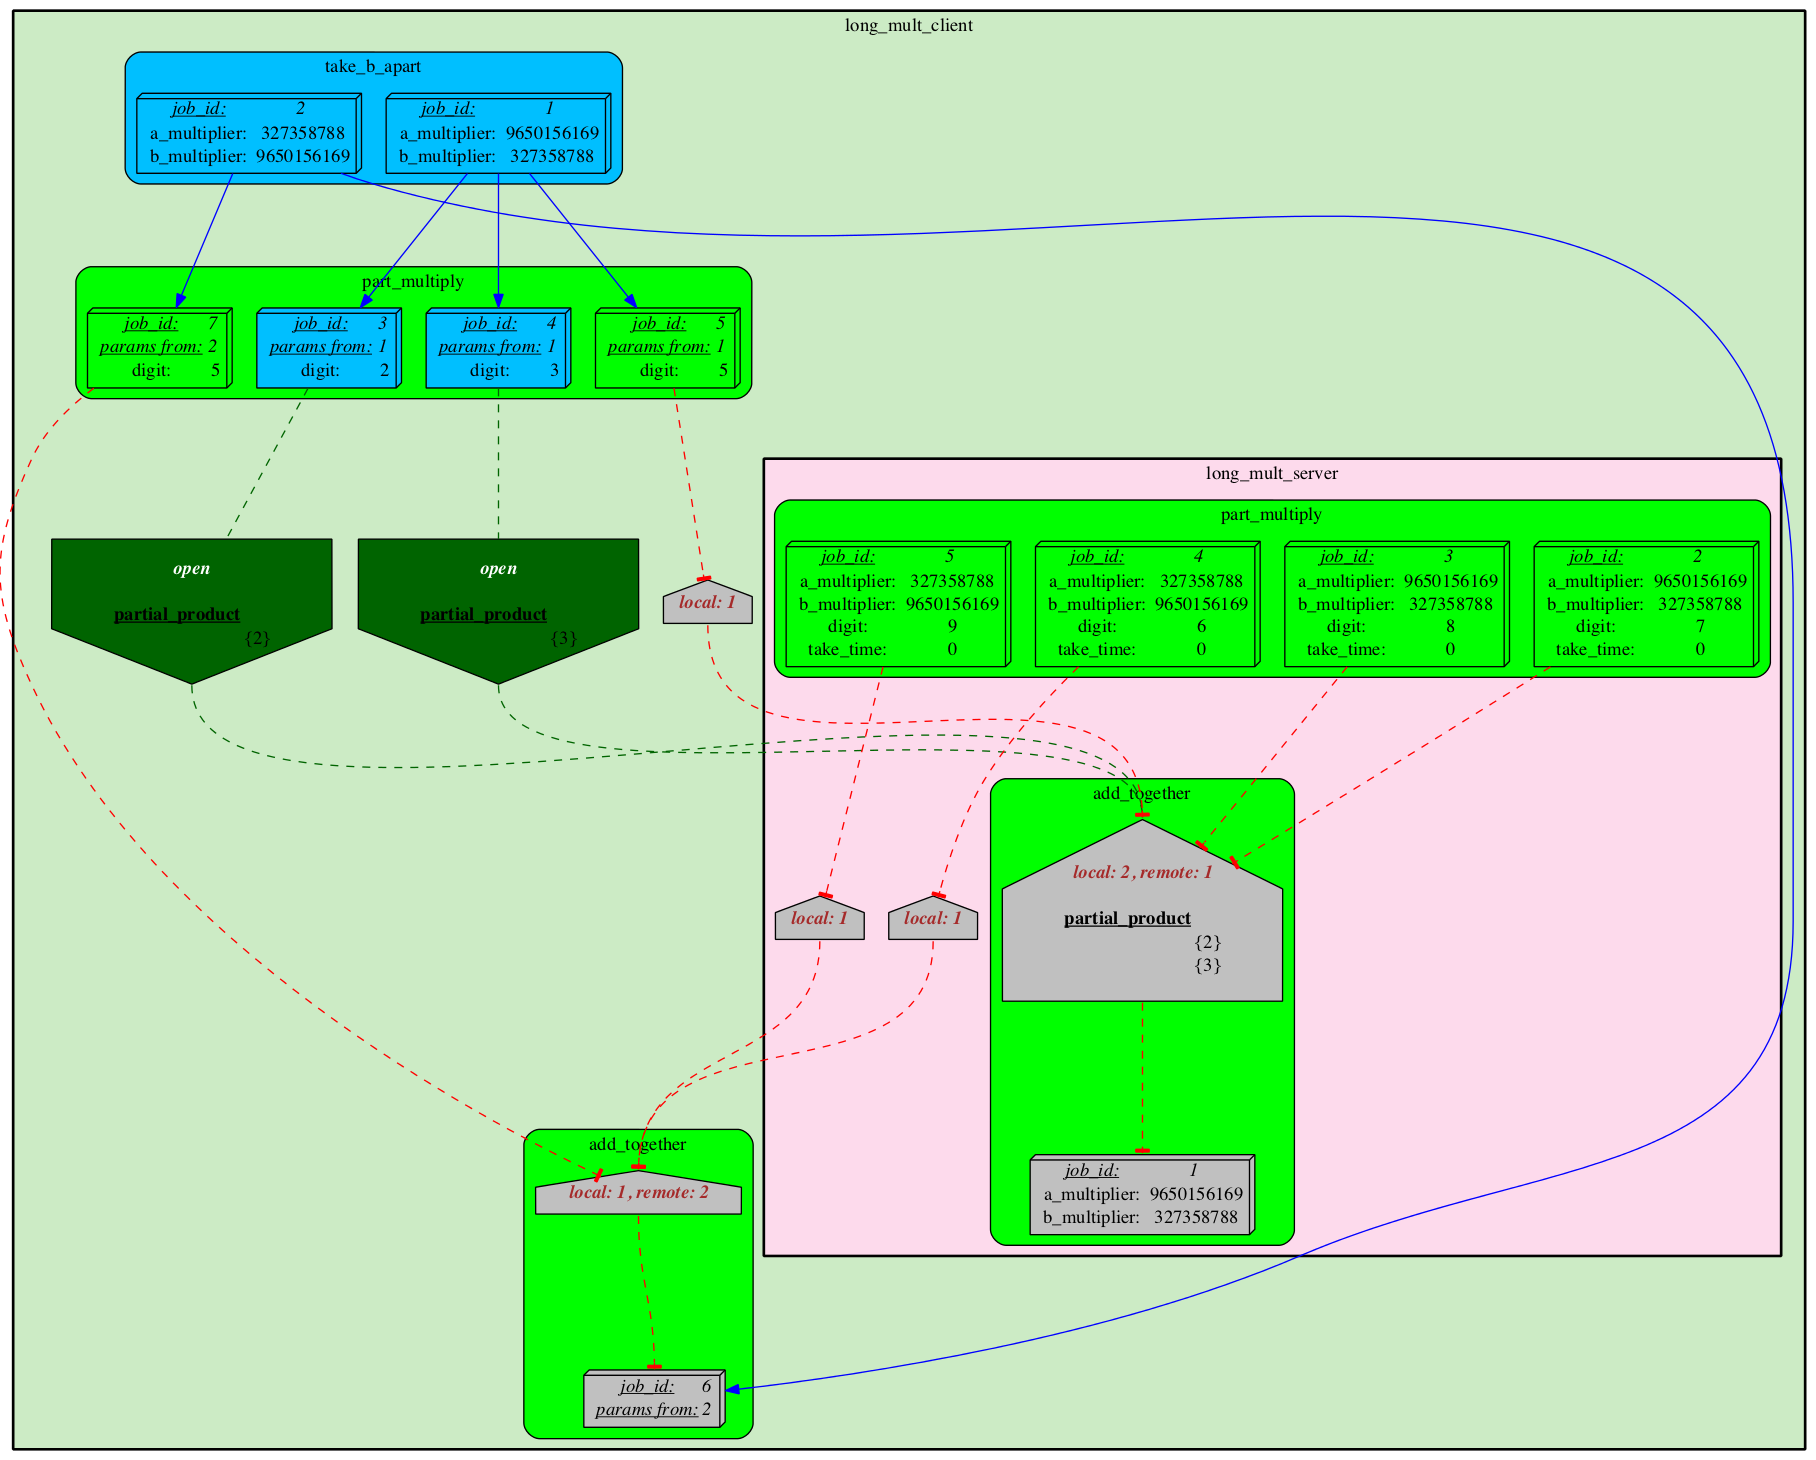 long_mult_client
take_b_apart
job_id: 2
a_multiplier: 327358788
b_multiplier: 9650156169
job_id: 1
a_multiplier: 9650156169
b_multiplier: 327358788
part_multiply
job_id: 7
params from: 2
digit: 5
job_id: 3
params from: 1
digit: 2
job_id: 4
params from: 1
digit: 3
job_id: 5
params from: 1
digit: 5
long_mult_server
part_multiply
job_id: 5
a_multiplier: 327358788
b_multiplier: 9650156169
digit: 9
take_time: 0
job_id: 4
a_multiplier: 327358788
b_multiplier: 9650156169
digit: 6
take_time: 0
job_id: 3
a_multiplier: 9650156169
b_multiplier: 327358788
digit: 8
take_time: 0
job_id: 2
a_multiplier: 9650156169
b_multiplier: 327358788
digit: 7
take_time: 0
open
partial_product
{2}
open
partial_product
{3}
local: 1
add_together
local: 2 , remote: 1
partial_product
{2}
{3}
local: 1
local: 1
job_id: 1
a_multiplier: 9650156169
b_multiplier: 327358788
add_together
local: 1 , remote: 2
job_id: 6
params from: 2